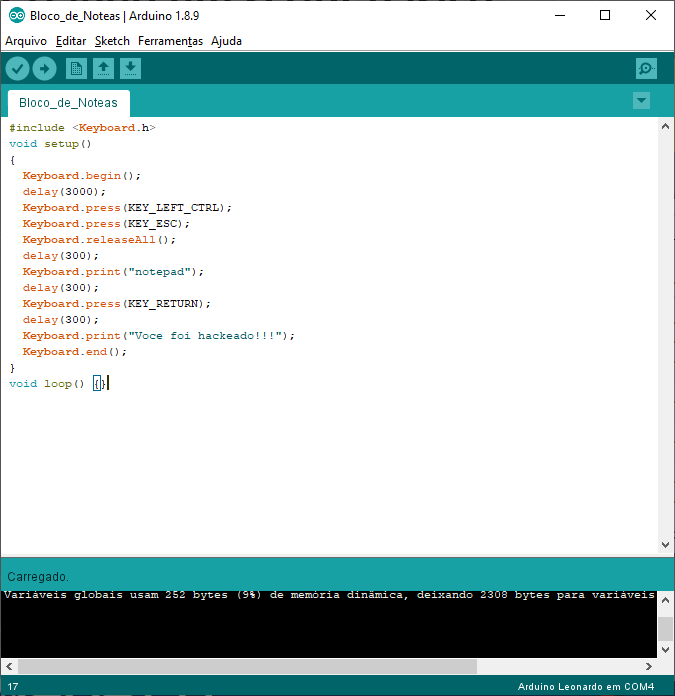 Bloco_de_Noteas | Arduino 1.8.9
Arquivo Editar Sketch Ferramentas Ajuda
Bloco_de_Noteas
#include <Keyboard.h>
void setup()
{
Keyboard.begin();
delay(3000);
Keyboard.press(KEY_LEFT_CTRL);
Keyboard.press(KEY_ESC);
Keyboard.releaseAll();
delay(300);
Keyboard.print("notepad");
delay(300);
Keyboard.press(KEY_RETURN);
delay(300);
Keyboard.print("Voce foi hackeado!!!");
Keyboard.end();
}
void loop() {}
Carregado.
Variáveis globais usam 252 bytes (9%) de memória dinâmica, deixando 2308 bytes para variáveis
17 Arduino Leonardo em COM4